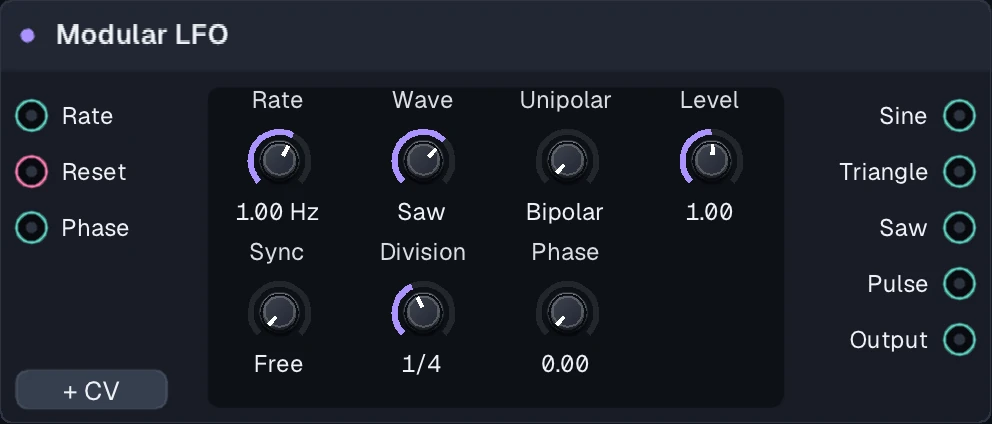 Modular LFO
Rate
Reset
Phase
+ CV
Rate Wave Unipolar Level
1.00 Hz Saw Bipolar 1.00
Sync Division Phase
Free 1/4 0.00
Sine
Triangle
Saw
Pulse
Output